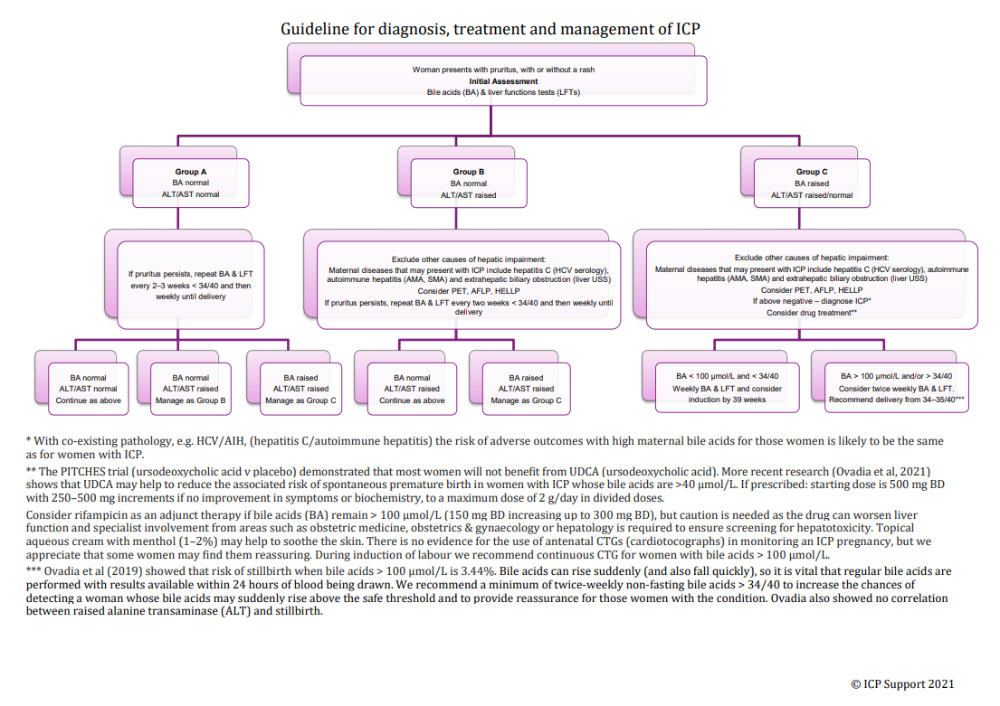 Guideline for diagnosis, treatment and management of ICP
Woman presents with pruritus, with or without a rash
Initial Assessment
Bile acids (BA) & liver functions tests (LFTs)
Group A
BA normal
ALT/AST normal
Group B
BA normal
ALT/AST raised
Group C
BA raised
ALT/AST raised/normal
If pruritus persists, repeat BA & LFT
every 2–3 weeks < 34/40 and then
weekly until delivery
Exclude other causes of hepatic impairment:
Maternal diseases that may present with ICP include hepatitis C (HCV serology),
autoimmune hepatitis (AMA, SMA) and extrahepatic biliary obstruction (liver USS)
Consider PET, AFLP, HELLP
If pruritus persists, repeat BA & LFT every two weeks < 34/40 and then weekly until
delivery
Exclude other causes of hepatic impairment:
Maternal diseases that may present with ICP include hepatitis C (HCV serology), autoimmune
hepatitis (AMA, SMA) and extrahepatic biliary obstruction (liver USS)
Consider PET, AFLP, HELLP
If above negative – diagnose ICP*
Consider drug treatment**
BA normal
ALT/AST normal
Continue as above
BA normal
ALT/AST raised
Manage as Group B
BA raised
ALT/AST raised
Manage as Group C
BA normal
ALT/AST raised
Continue as above
BA raised
ALT/AST raised
Manage as Group C
BA < 100 µmol/L and < 34/40
Weekly BA & LFT and consider
induction by 39 weeks
BA > 100 µmol/L and/or > 34/40
Consider twice weekly BA & LFT.
Recommend delivery from 34–35/40***
* With co-existing pathology, e.g. HCV/AIH, (hepatitis C/autoimmune hepatitis) the risk of adverse outcomes with high maternal bile acids for those women is likely to be the same
as for women with ICP.
** The PITCHES trial (ursodeoxycholic acid v placebo) demonstrated that most women will not benefit from UDCA (ursodeoxycholic acid). More recent research (Ovadia et al, 2021)
shows that UDCA may help to reduce the associated risk of spontaneous premature birth in women with ICP whose bile acids are >40 µmol/L. If prescribed: starting dose is 500 mg BD
with 250–500 mg increments if no improvement in symptoms or biochemistry, to a maximum dose of 2 g/day in divided doses.
Consider rifampicin as an adjunct therapy if bile acids (BA) remain > 100 µmol/L (150 mg BD increasing up to 300 mg BD), but caution is needed as the drug can worsen liver
function and specialist involvement from areas such as obstetric medicine, obstetrics & gynaecology or hepatology is required to ensure screening for hepatotoxicity. Topical
aqueous cream with menthol (1–2%) may help to soothe the skin. There is no evidence for the use of antenatal CTGs (cardiotocographs) in monitoring an ICP pregnancy, but we
appreciate that some women may find them reassuring. During induction of labour we recommend continuous CTG for women with bile acids > 100 µmol/L.
*** Ovadia et al (2019) showed that risk of stillbirth when bile acids > 100 µmol/L is 3.44%. Bile acids can rise suddenly (and also fall quickly), so it is vital that regular bile acids are
performed with results available within 24 hours of blood being drawn. We recommend a minimum of twice-weekly non-fasting bile acids > 34/40 to increase the chances of
detecting a woman whose bile acids may suddenly rise above the safe threshold and to provide reassurance for those women with the condition. Ovadia also showed no correlation
between raised alanine transaminase (ALT) and stillbirth.
© ICP Support 2021